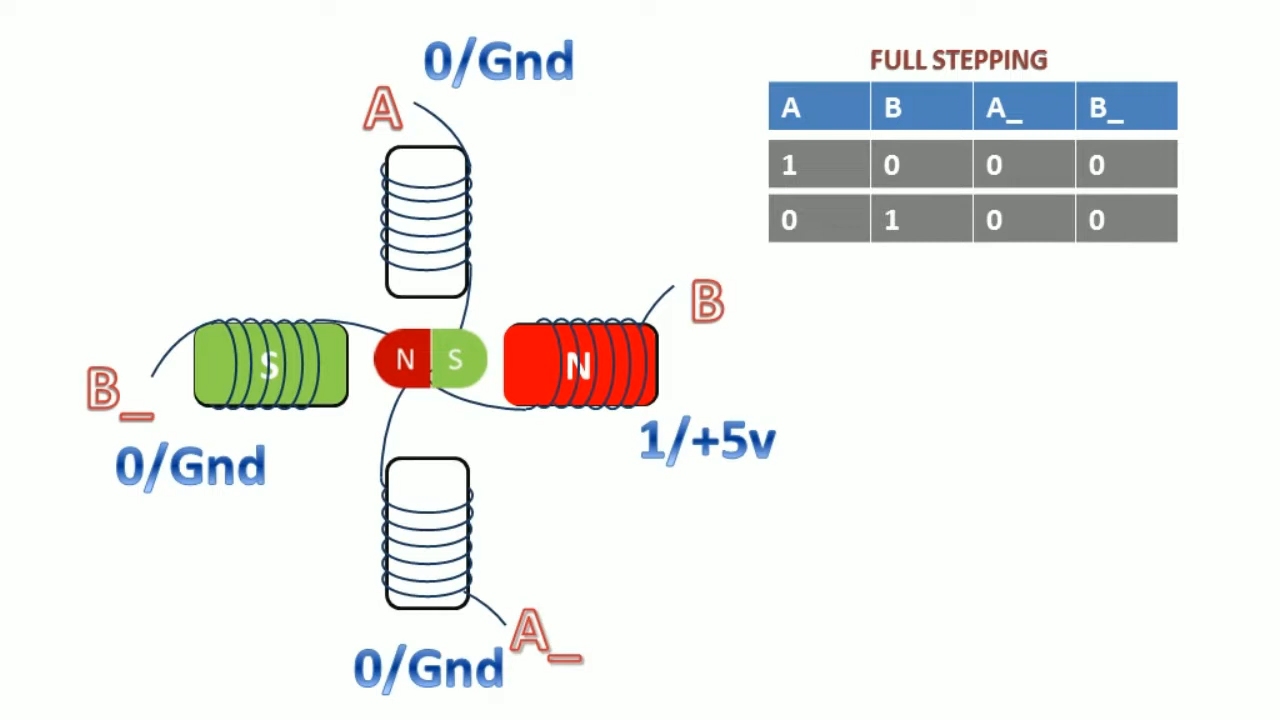 0/Gnd
A
FULL STEPPING
A B A_ B_
1 0 0 0
0 1 0 0
B
S N S N
B_
1/+5v
0/Gnd
A_
0/Gnd